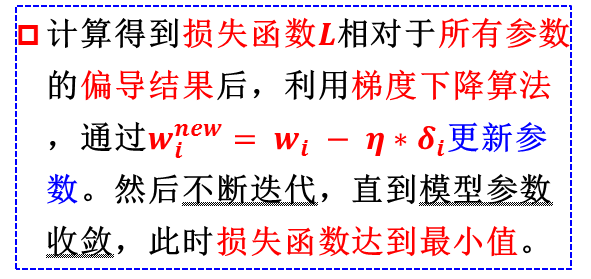 计算得到损失函数L相对于所有参数
的偏导结果后，利用梯度下降算法
，通过w_i^{new} = w_i − η * δ_i更新参
数。然后不断迭代，直到模型参数
收敛，此时损失函数达到最小值。